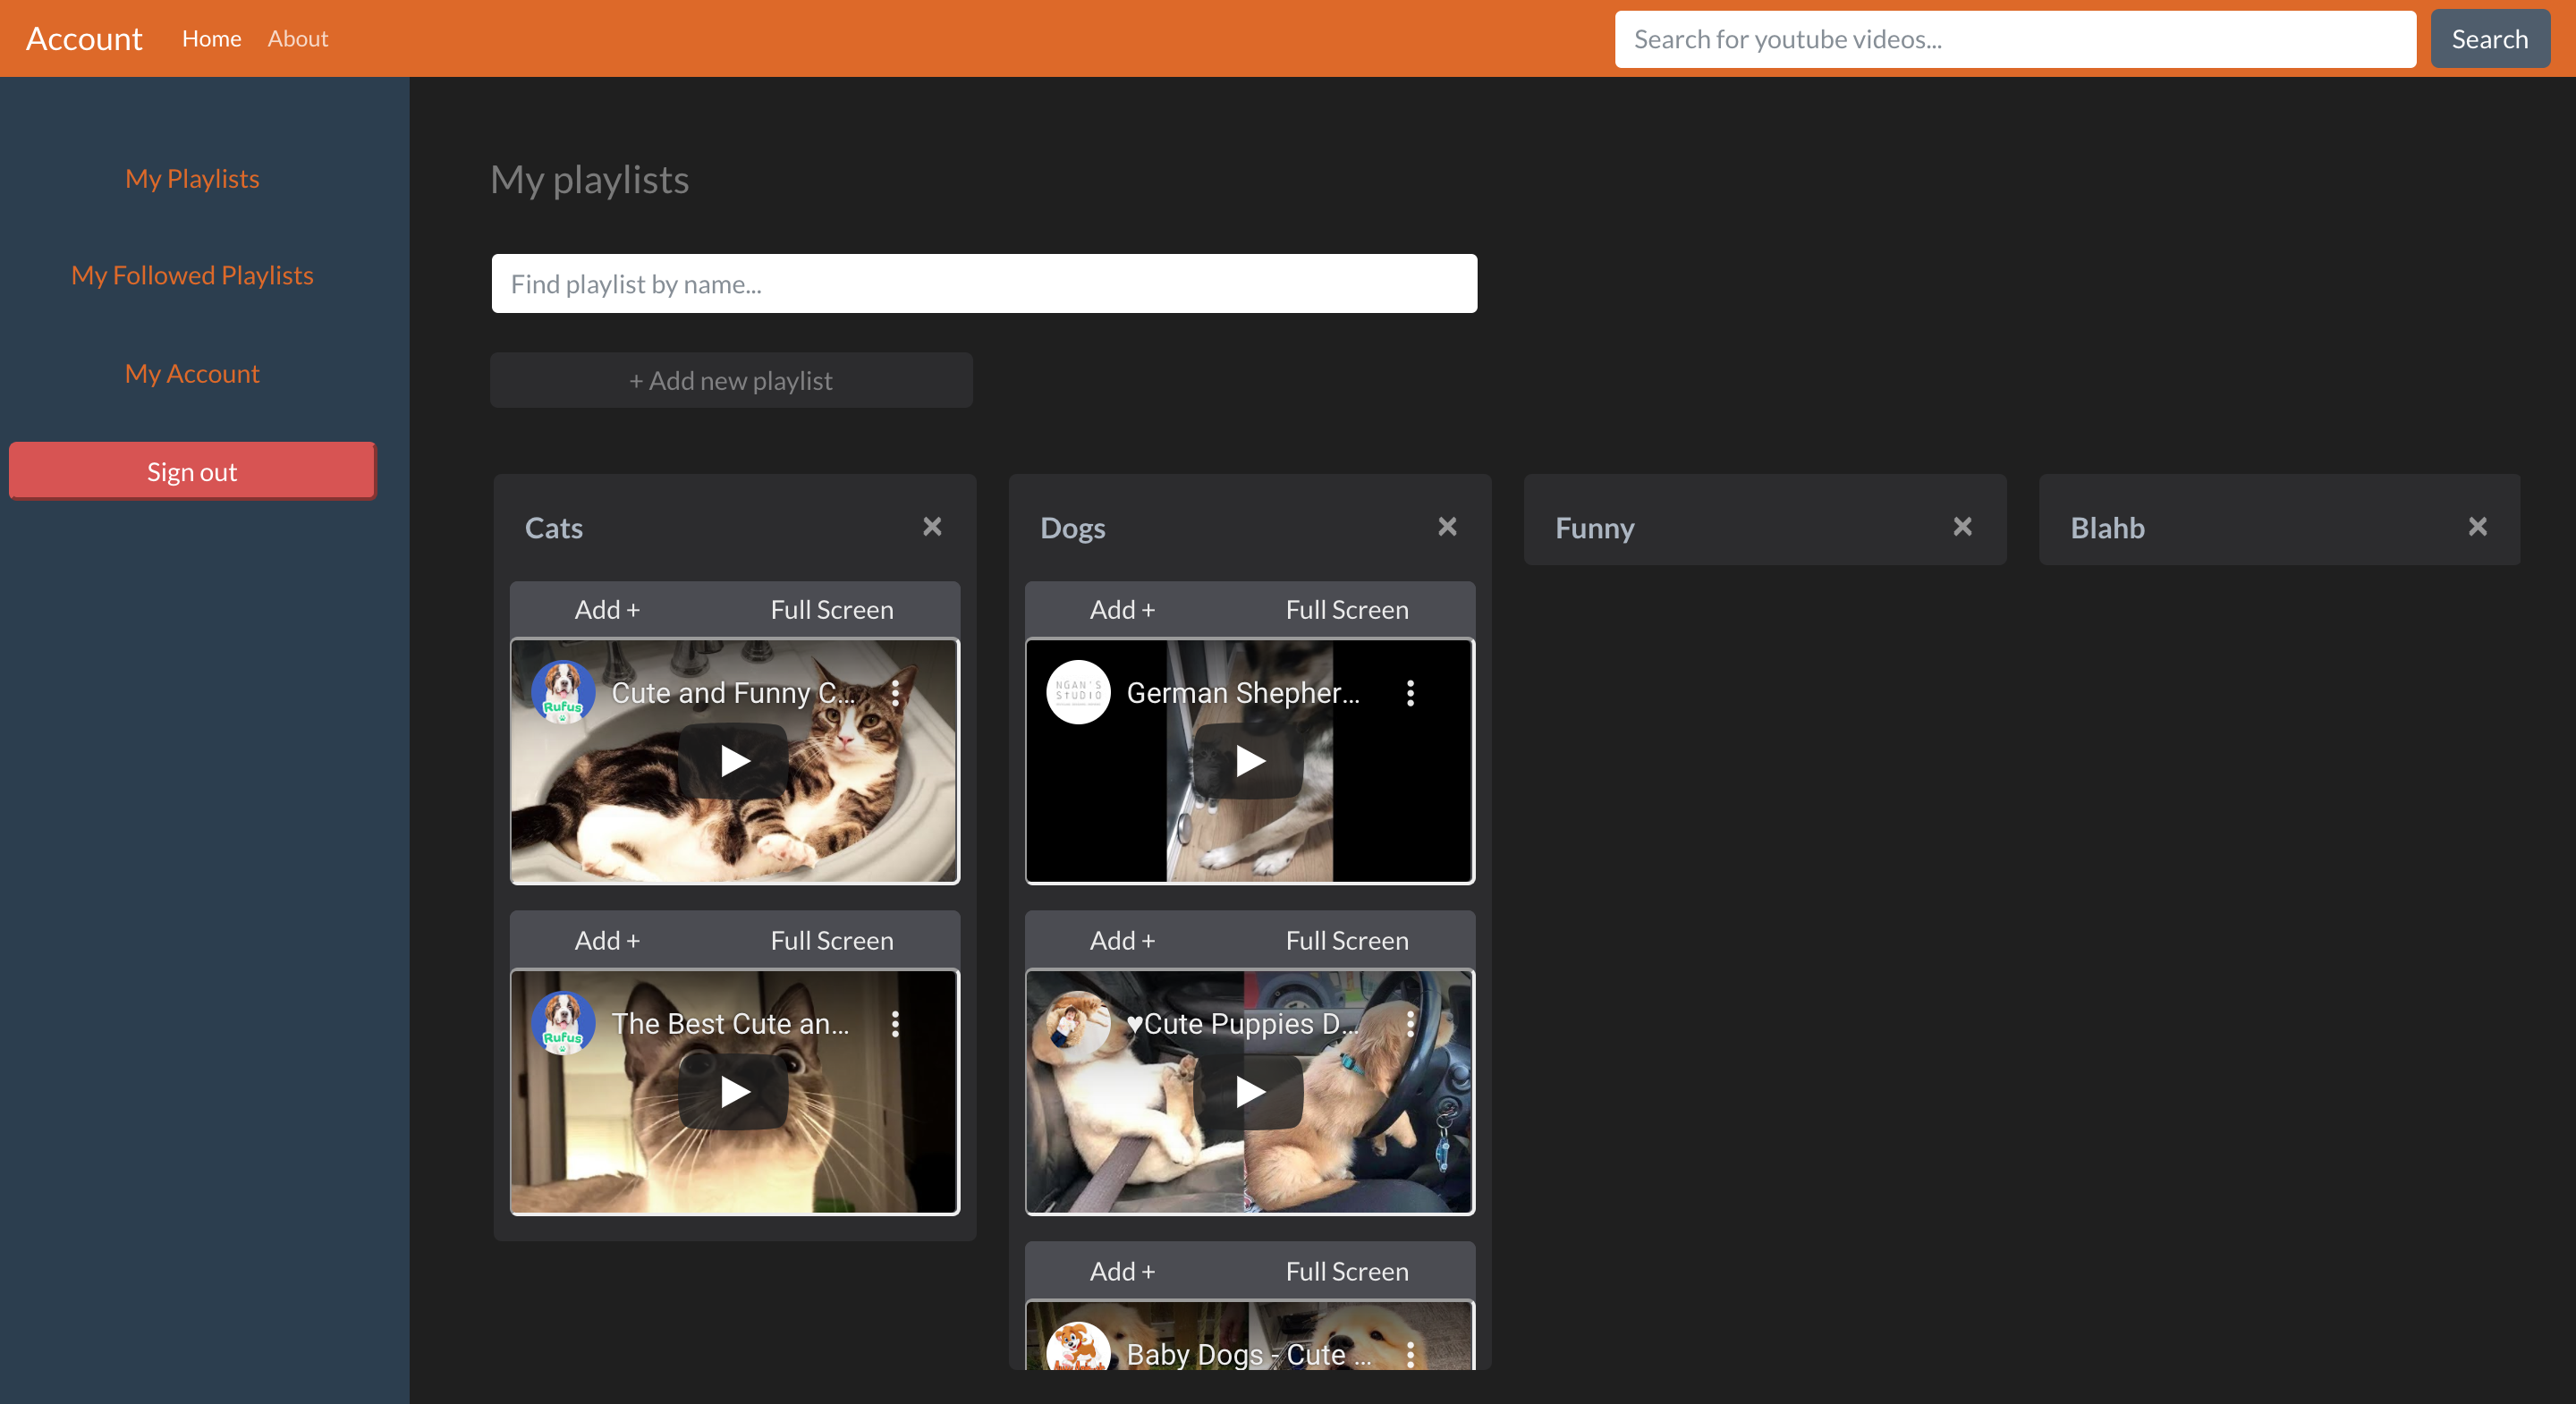 Account Home About
Search for youtube videos...
Search
My Playlists
My Followed Playlists
My Account
Sign out
My playlists
Find playlist by name...
+ Add new playlist
Cats
Add + Full Screen
Rufus
Cute and Funny C...
Add + Full Screen
Rufus
The Best Cute an...
Dogs
Add + Full Screen
NGAN'S
STUDIO
German Shepher...
Add + Full Screen
♥Cute Puppies D...
Add + Full Screen
Baby Dogs - Cute ...
Funny
Blahb